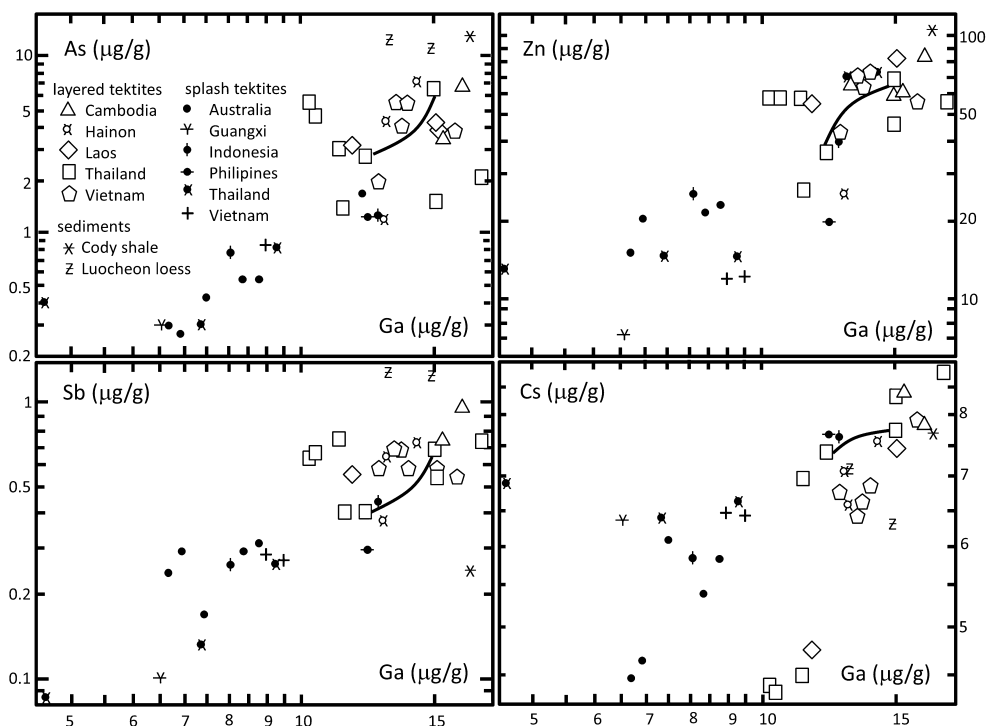 As (µg/g)
10
5
2
1
0.5
0.2
layered tektites
Cambodia
Hainon
Laos
Thailand
Vietnam
splash tektites
Australia
Guangxi
Indonesia
Philipines
Thailand
Vietnam
sediments
Cody shale
Luocheon loess
Ga (µg/g)
Zn (µg/g)
100
50
20
10
Ga (µg/g)
Sb (µg/g)
1
0.5
0.2
0.1
Ga (µg/g)
5 6 7 8 9 10 15
Cs (µg/g)
8
7
6
5
Ga (µg/g)
5 6 7 8 9 10 15